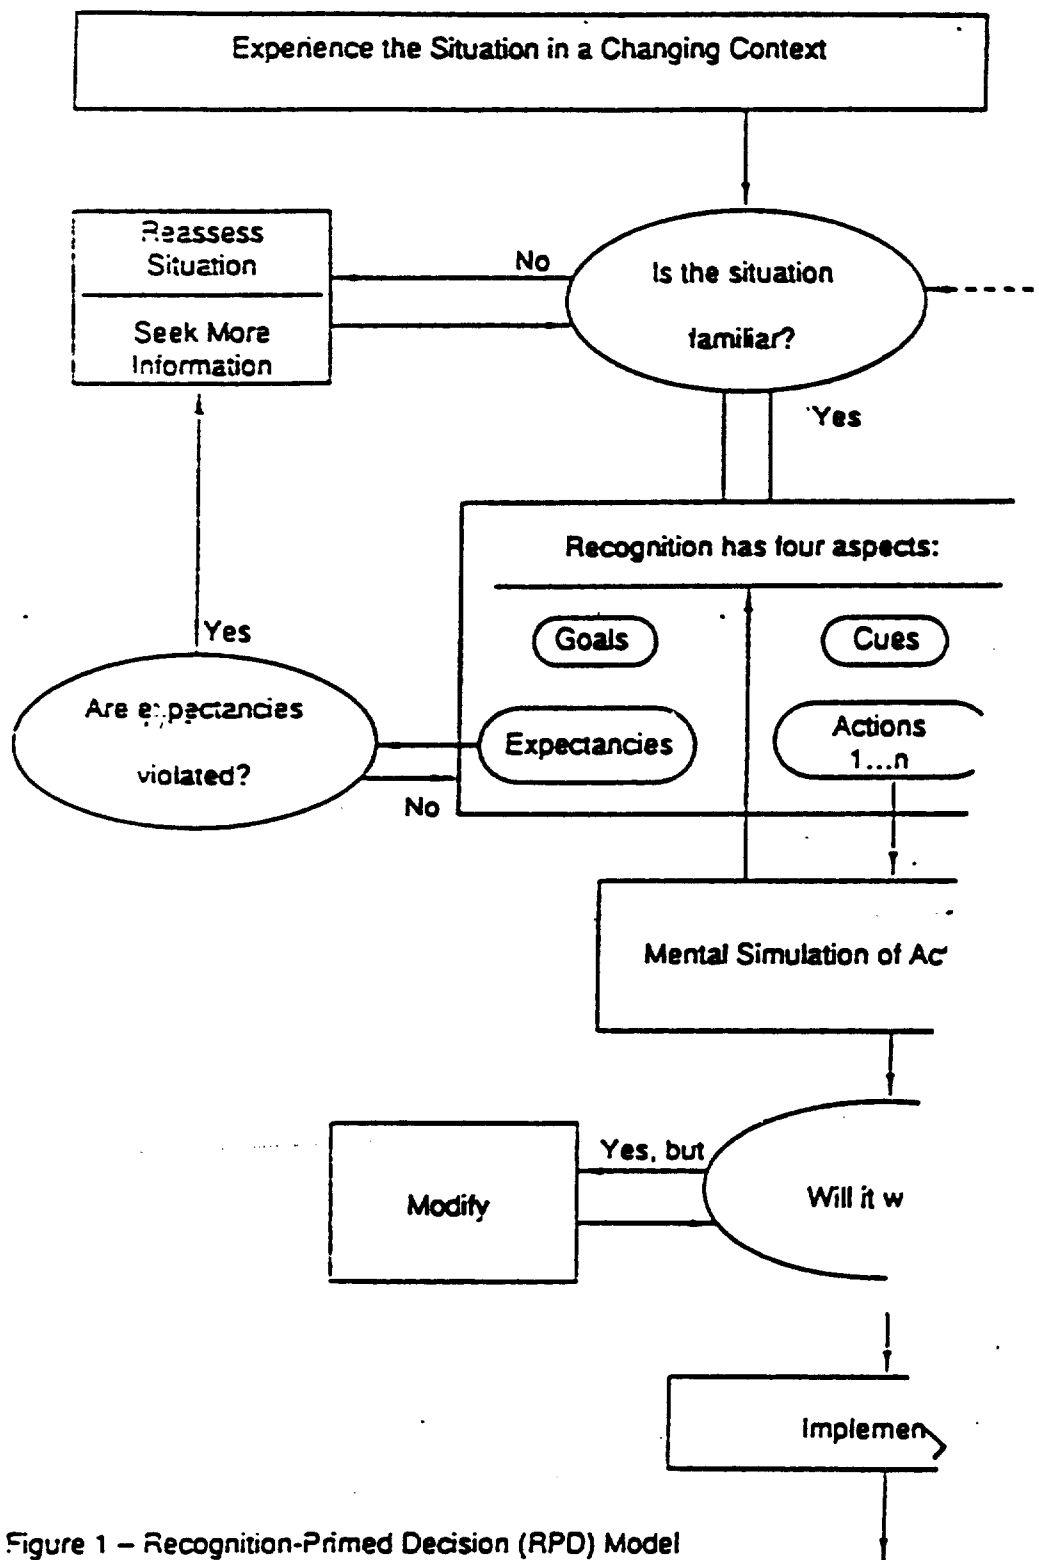 Experience the Situation in a Changing Context
Reassess
Situation
No
Is the situation
familiar?
Seek More
Information
Yes
Recognition has four aspects:
Yes
Goals
Cues
Are expectancies
violated?
Expectancies
Actions
1...n
No
Mental Simulation of
Yes, but
Modify
Will it w
Implemen
Figure 1 – Recognition-Primed Decision (RPD) Model